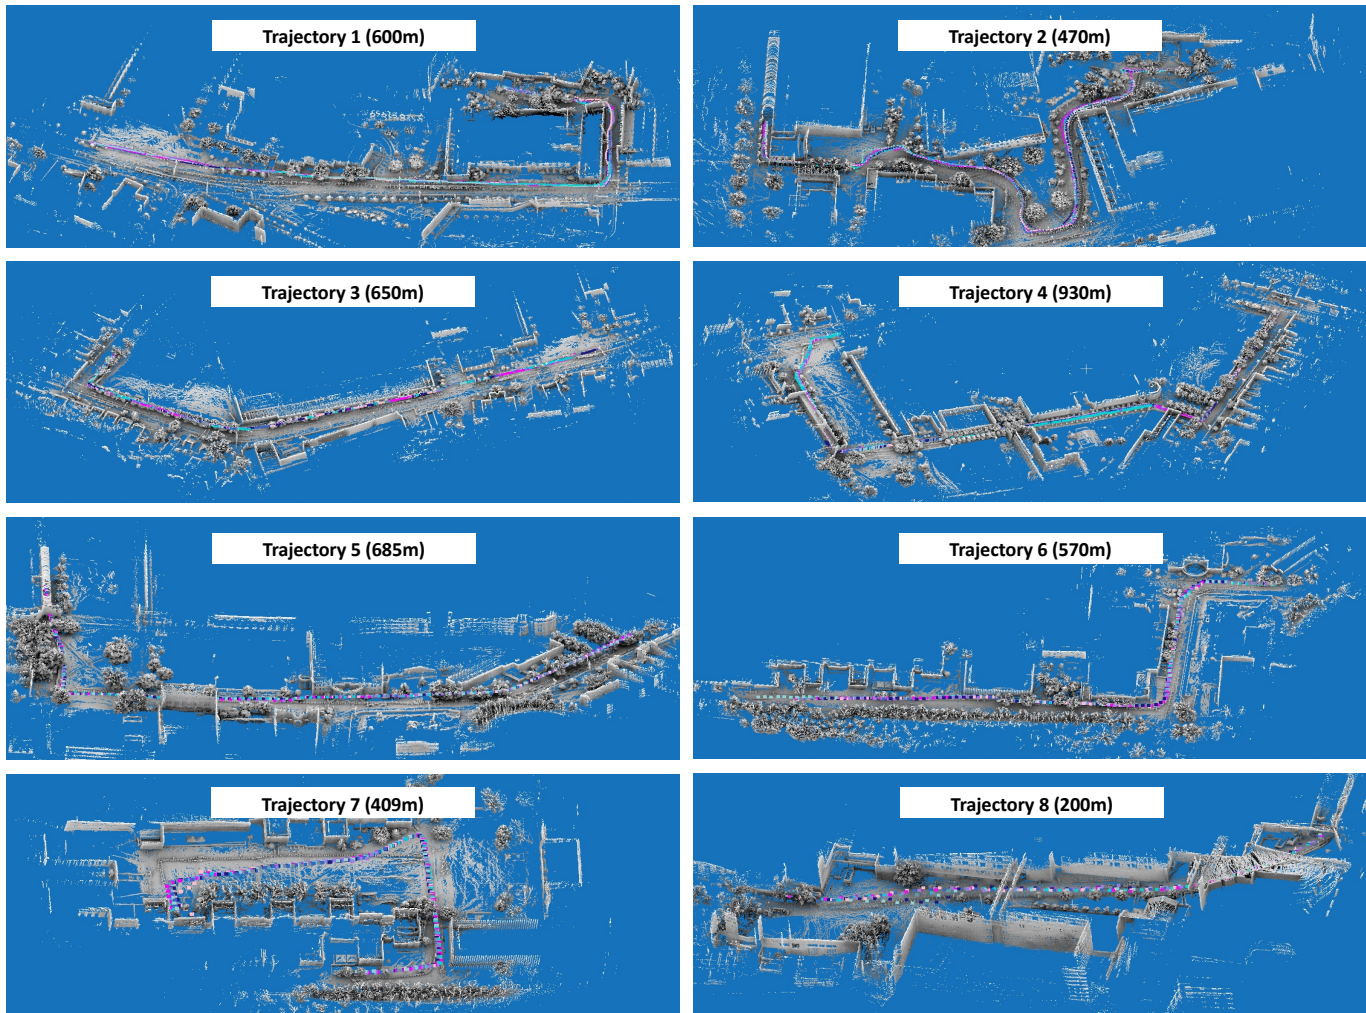 Trajectory 1 (600m)
Trajectory 2 (470m)
Trajectory 3 (650m)
Trajectory 4 (930m)
Trajectory 5 (685m)
Trajectory 6 (570m)
Trajectory 7 (409m)
Trajectory 8 (200m)